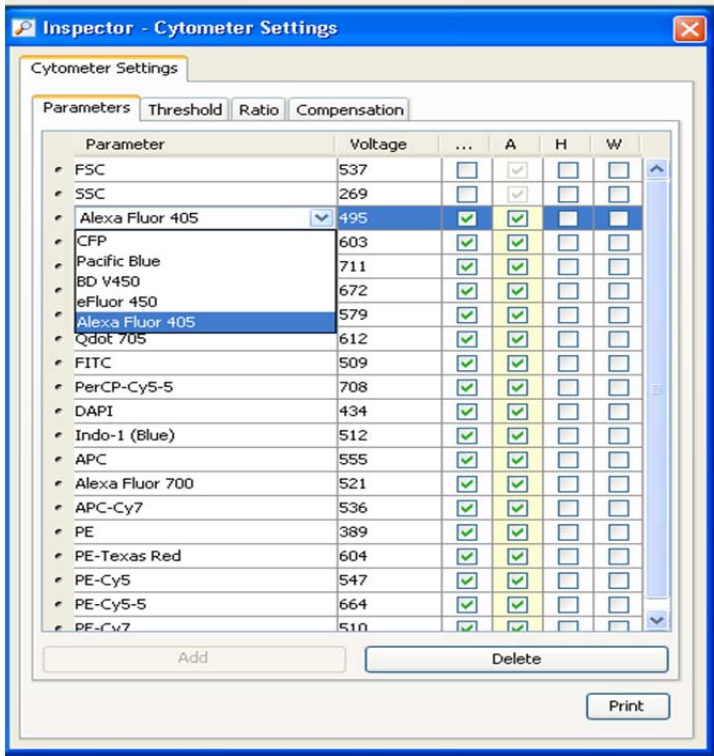 Inspector - Cytometer Settings
Cytometer Settings
Parameters Threshold Ratio Compensation
Parameter Voltage ... A H W
FSC 537
SSC 269
Alexa Fluor 405 495
CFP 603
Pacific Blue 711
BD V450 672
eFluor 450 579
Alexa Fluor 405
Qdot 705 612
FITC 509
PerCP-Cy5-5 708
DAPI 434
Indo-1 (Blue) 512
APC 555
Alexa Fluor 700 521
APC-Cy7 536
PE 389
PE-Texas Red 604
PE-Cy5 547
PE-Cy5-5 664
PE-Cy7 510
Add Delete
Print